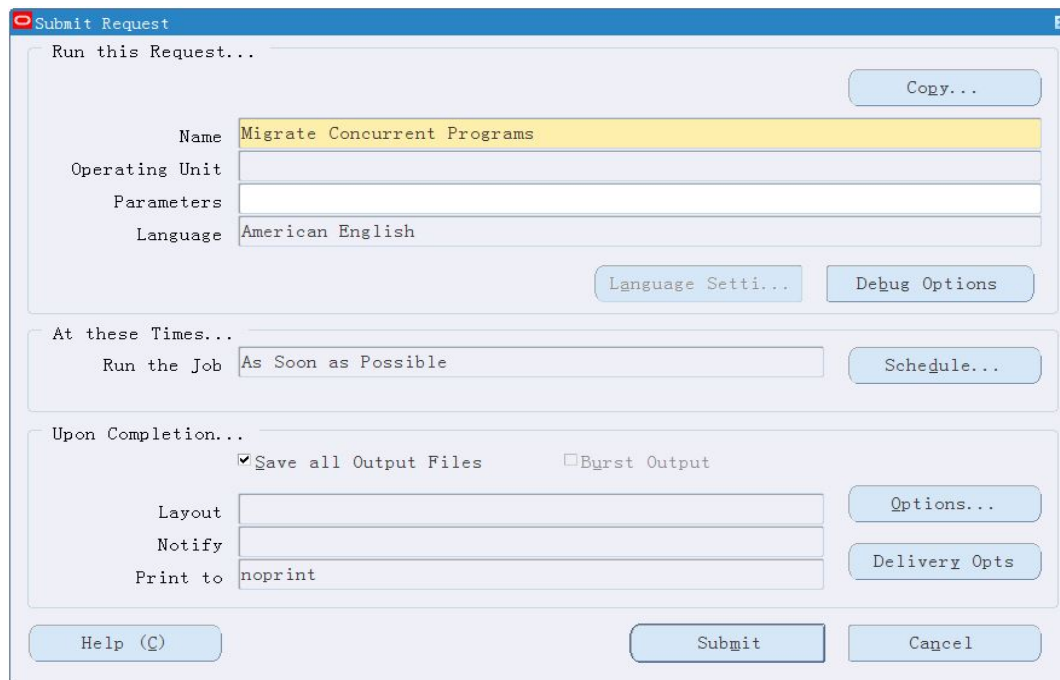 Submit Request
Run this Request...
Copy...
Name Migrate Concurrent Programs
Operating Unit
Parameters
Language American English
Language Setti... Debug Options
At these Times...
Run the Job As Soon as Possible Schedule...
Upon Completion...
Save all Output Files Burst Output
Layout Options...
Notify
Print to noprint Delivery Opts
Help (C) Submit Cancel